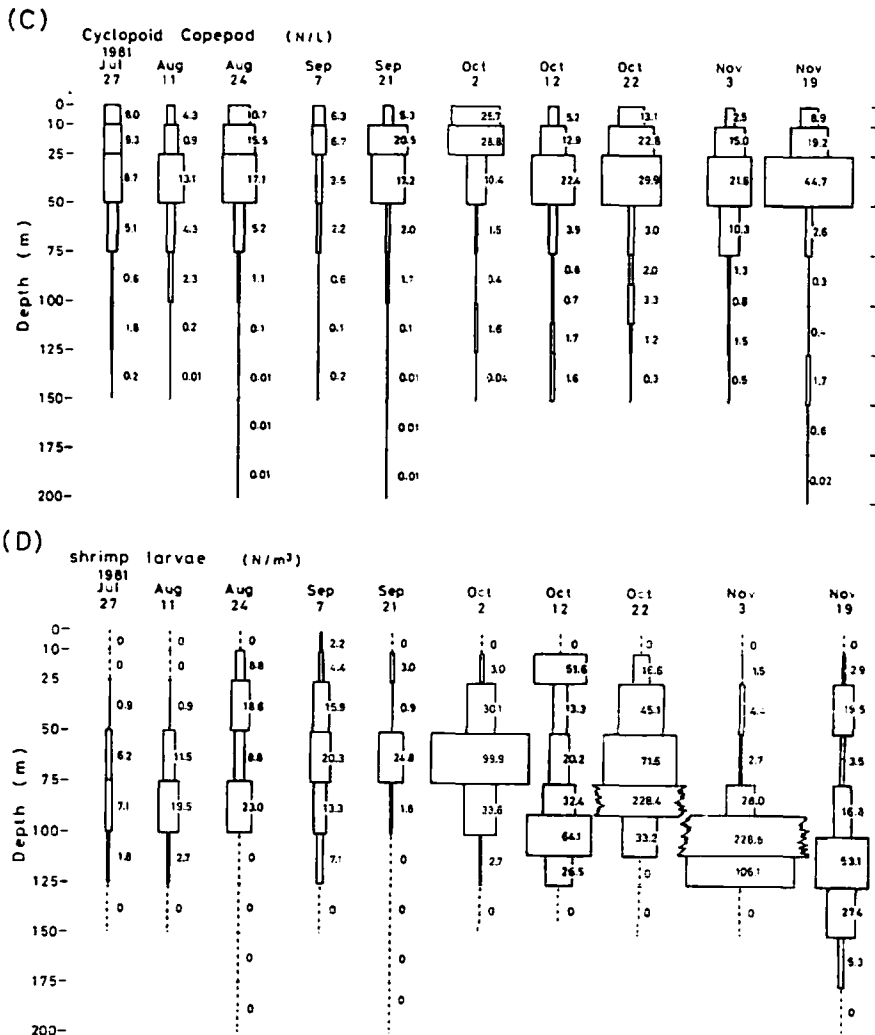 (C)
Cyclopoid Copepod (N/L)
1981
Jul Aug Aug Sep Sep Oct Oct Oct Nov Nov
27 11 24 7 21 2 12 22 3 19
0-
10-
25-
50-
75-
100-
125-
150-
175-
200-
Depth (m)
4.3 10.7 6.3 25.7 5.2 13.1 2.5 8.9
0.9 15.5 6.7 20.5 28.8 12.9 22.8 15.0 19.2
8.7 13.1 17.1 3.5 17.2 10.4 22.4 29.9 21.6 44.7
5.1 4.3 5.2 2.2 2.0 1.5 3.9 3.0 10.3 2.6
0.6 2.3 1.1 0.6 1.7 0.4 0.8 2.0 1.3 0.3
0.7 3.3 0.8
1.8 0.2 0.1 0.1 0.1 1.6 1.7 1.2 1.5 0.4
0.2 0.01 0.01 0.2 0.01 0.04 1.6 0.3 0.5 1.7
0.01 0.01 0.6
0.01 0.01 0.02
(D)
shrimp larvae (N/m³)
1981
Jul Aug Aug Sep Sep Oct Oct Oct Nov Nov
27 11 24 7 21 2 12 22 3 19
0-
10-
25-
50-
75-
100-
125-
150-
175-
200-
Depth (m)
0 0 0 2.2 0 0 0 0 0 0
0 0 8.8 4.4 3.0 3.0 51.6 16.6 1.5 2.9
0.9 0.9 18.6 15.9 0.9 30.1 13.3 45.1 4.4 19.5
6.2 11.5 8.8 20.3 24.8 99.9 20.2 71.5 2.7 3.5
7.1 19.5 23.0 13.3 1.8 33.6 32.4 228.4 28.0 16.8
64.1 33.2 228.6
1.8 2.7 0 7.1 0 2.7 26.5 0 106.1 53.1
0 0 0 0 0 0 0 0 0 27.4
0 0 5.3
0 0 0